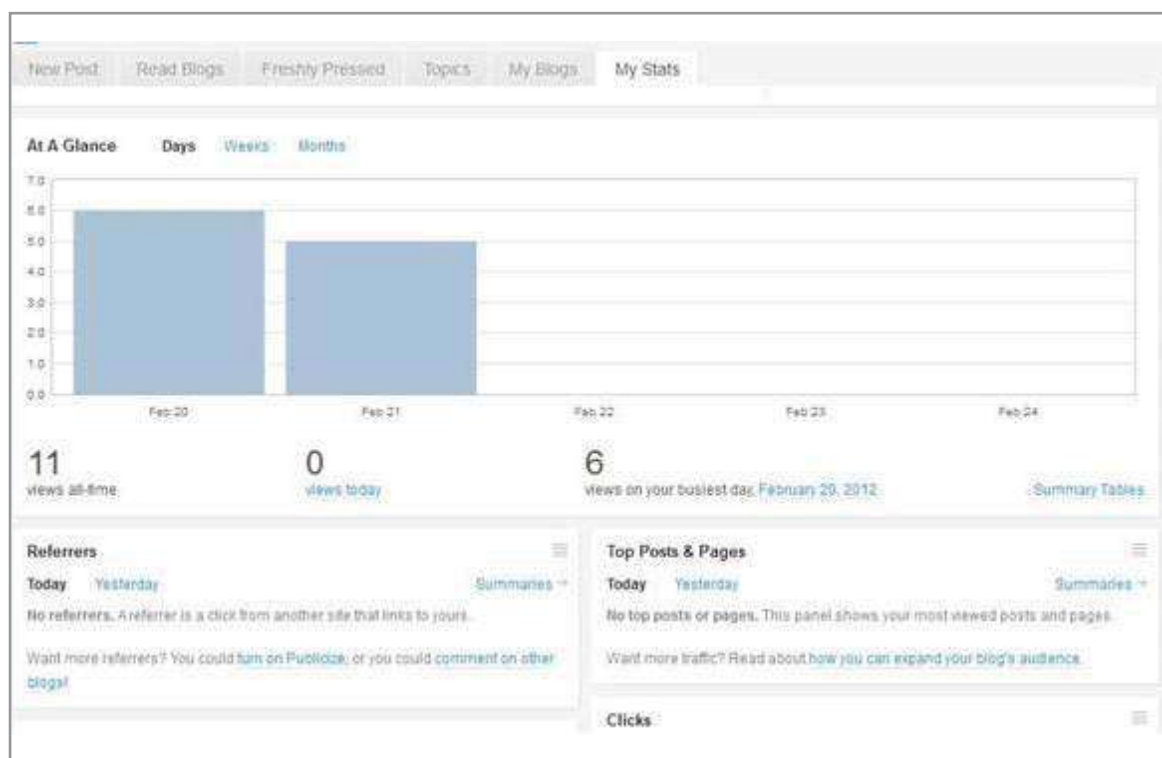 New Post Read Blogs Freshly Pressed Topics My Blogs My Stats
At A Glance Days Weeks Months
7.0
6.0
5.0
4.0
3.0
2.0
1.0
0.0
Feb 20 Feb 21 Feb 22 Feb 23 Feb 24
11 0 6
views all-time views today views on your busiest day, February 20, 2012 Summary Tables
Referrers
Today Yesterday Summaries
No referrers. A referrer is a click from another site that links to yours.
Want more referrers? You could turn on Publicize, or you could comment on other
blogs!
Top Posts & Pages
Today Yesterday Summaries
No top posts or pages. This panel shows your most viewed posts and pages.
Want more traffic? Read about how you can expand your blog's audience.
Clicks